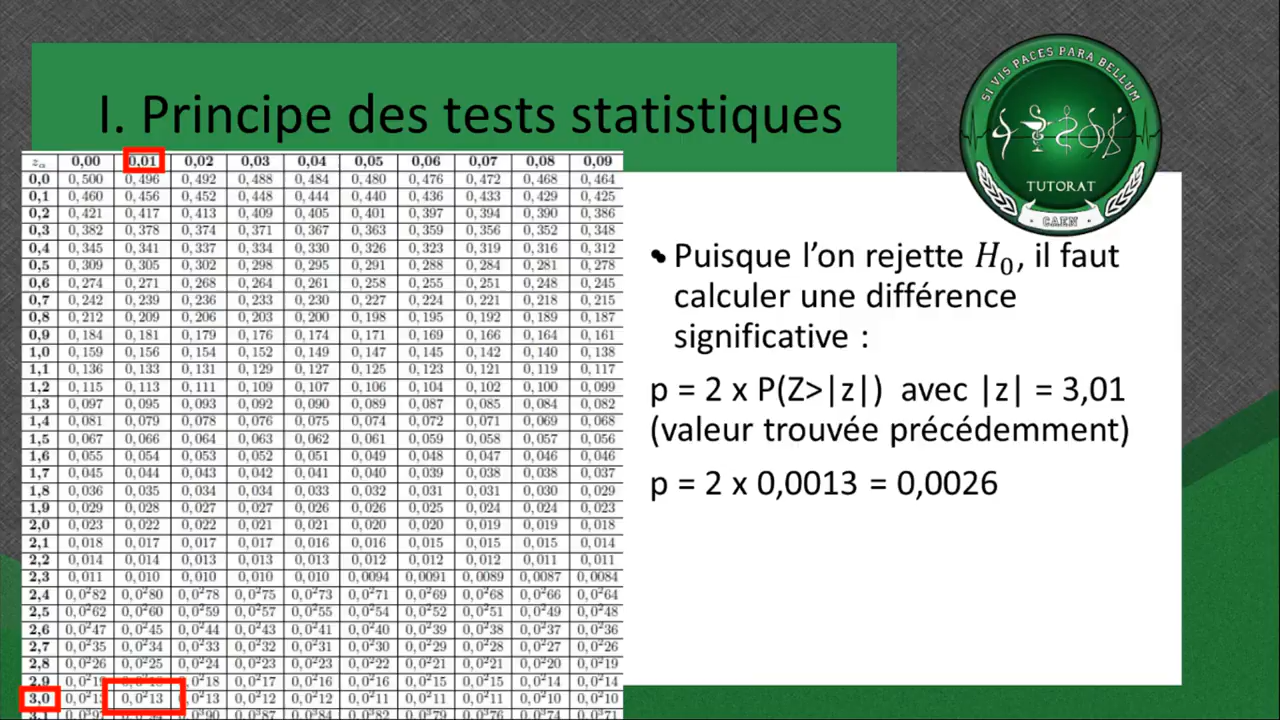 I. Principe des tests statistiques
SI VIS PACES PARA BELLUM
TUTORAT
CAEN
zα 0,00 0,01 0,02 0,03 0,04 0,05 0,06 0,07 0,08 0,09
0,0 0,500 0,496 0,492 0,488 0,484 0,480 0,476 0,472 0,468 0,464
0,1 0,460 0,456 0,452 0,448 0,444 0,440 0,436 0,433 0,429 0,425
0,2 0,421 0,417 0,413 0,409 0,405 0,401 0,397 0,394 0,390 0,386
0,3 0,382 0,378 0,374 0,371 0,367 0,363 0,359 0,356 0,352 0,348
0,4 0,345 0,341 0,337 0,334 0,330 0,326 0,323 0,319 0,316 0,312
0,5 0,309 0,305 0,302 0,298 0,295 0,291 0,288 0,284 0,281 0,278
0,6 0,274 0,271 0,268 0,264 0,261 0,258 0,255 0,251 0,248 0,245
0,7 0,242 0,239 0,236 0,233 0,230 0,227 0,224 0,221 0,218 0,215
0,8 0,212 0,209 0,206 0,203 0,200 0,198 0,195 0,192 0,189 0,187
0,9 0,184 0,181 0,179 0,176 0,174 0,171 0,169 0,166 0,164 0,161
1,0 0,159 0,156 0,154 0,152 0,149 0,147 0,145 0,142 0,140 0,138
1,1 0,136 0,133 0,131 0,129 0,127 0,125 0,123 0,121 0,119 0,117
1,2 0,115 0,113 0,111 0,109 0,107 0,106 0,104 0,102 0,100 0,099
1,3 0,097 0,095 0,093 0,092 0,090 0,089 0,087 0,085 0,084 0,082
1,4 0,081 0,079 0,078 0,076 0,075 0,074 0,072 0,071 0,069 0,068
1,5 0,067 0,066 0,064 0,063 0,062 0,061 0,059 0,058 0,057 0,056
1,6 0,055 0,054 0,053 0,052 0,051 0,049 0,048 0,047 0,046 0,046
1,7 0,045 0,044 0,043 0,042 0,041 0,040 0,039 0,038 0,038 0,037
1,8 0,036 0,035 0,034 0,034 0,033 0,032 0,031 0,031 0,030 0,029
1,9 0,029 0,028 0,027 0,027 0,026 0,026 0,025 0,024 0,024 0,023
2,0 0,023 0,022 0,022 0,021 0,021 0,020 0,020 0,019 0,019 0,018
2,1 0,018 0,017 0,017 0,017 0,016 0,016 0,015 0,015 0,015 0,014
2,2 0,014 0,014 0,013 0,013 0,013 0,012 0,012 0,012 0,011 0,011
2,3 0,011 0,010 0,010 0,010 0,010 0,0094 0,0091 0,0089 0,0087 0,0084
2,4 0,0²82 0,0²80 0,0²78 0,0²75 0,0²73 0,0²71 0,0²69 0,0²68 0,0²66 0,0²64
2,5 0,0²62 0,0²60 0,0²59 0,0²57 0,0²55 0,0²54 0,0²52 0,0²51 0,0²49 0,0²48
2,6 0,0²47 0,0²45 0,0²44 0,0²43 0,0²41 0,0²40 0,0²39 0,0²38 0,0²37 0,0²36
2,7 0,0²35 0,0²34 0,0²33 0,0²32 0,0²31 0,0²30 0,0²29 0,0²28 0,0²27 0,0²26
2,8 0,0²26 0,0²25 0,0²24 0,0²23 0,0²23 0,0²22 0,0²21 0,0²21 0,0²20 0,0²19
2,9 0,0²18 0,0²17 0,0²16 0,0²16 0,0²15 0,0²15 0,0²14 0,0²14
3,0 0,0²13 0,0²13 0,0²12 0,0²12 0,0²11 0,0²11 0,0²11 0,0²10 0,0²10
• Puisque l’on rejette H₀, il faut
calculer une différence
significative :
p = 2 x P(Z>|z|) avec |z| = 3,01
(valeur trouvée précédemment)
p = 2 x 0,0013 = 0,0026